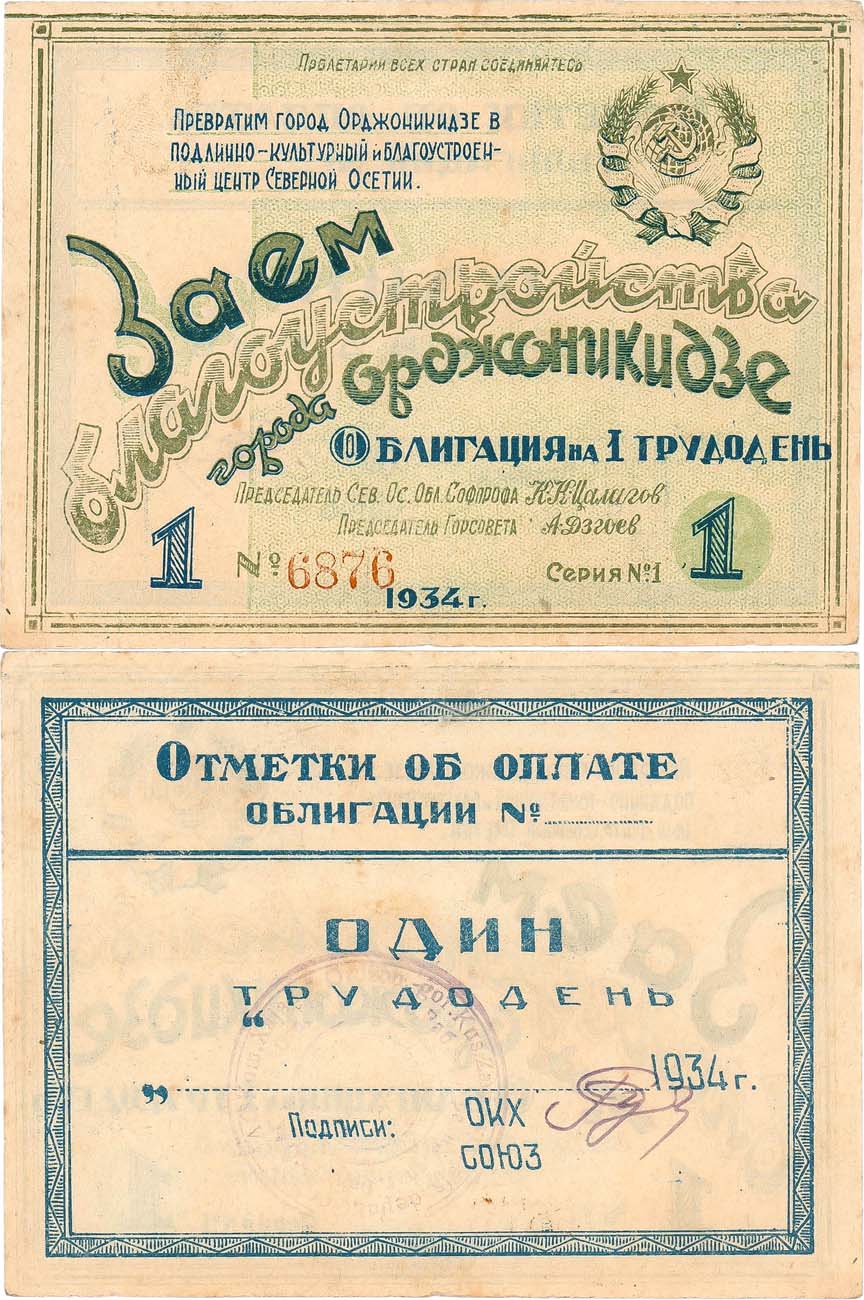 Пролетарии всех стран соединяйтесь
Превратим город Орджоникидзе в
подлинно-культурный и благоустроен-
ный центр Северной Осетии.
Заем
благоустройства
города Орджоникидзе
Облигация на 1 трудодень
Председатель Сев. Ос. Обл. Софпрофа К.К. Цалагов
Председатель Горсовета А. Дзгоев
1 № 6876 Серия №1 1
1934 г.
Отметки об оплате
облигации №
один
трудодень
„ “ 1934 г.
Подписи: ОКХ
СОЮЗ